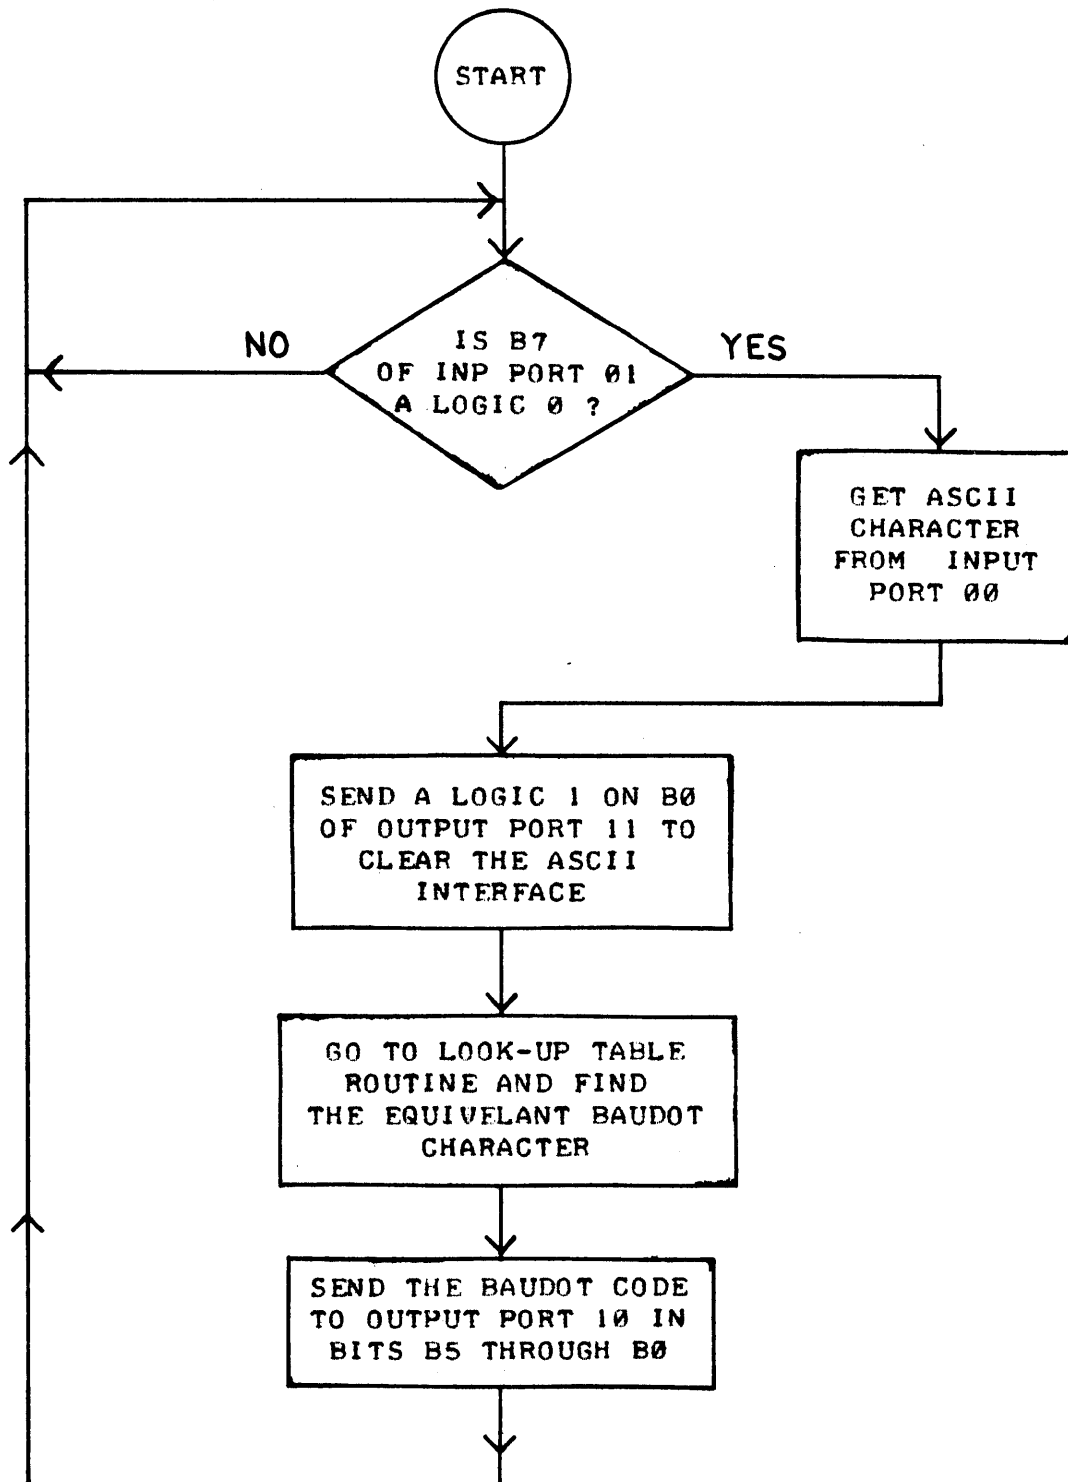 START
NO
IS B7
OF INP PORT 01
A LOGIC 0 ?
YES
GET ASCII
CHARACTER
FROM INPUT
PORT 00
SEND A LOGIC 1 ON B0
OF OUTPUT PORT 11 TO
CLEAR THE ASCII
INTERFACE
GO TO LOOK-UP TABLE
ROUTINE AND FIND
THE EQUIVELANT BAUDOT
CHARACTER
SEND THE BAUDOT CODE
TO OUTPUT PORT 10 IN
BITS B5 THROUGH B0